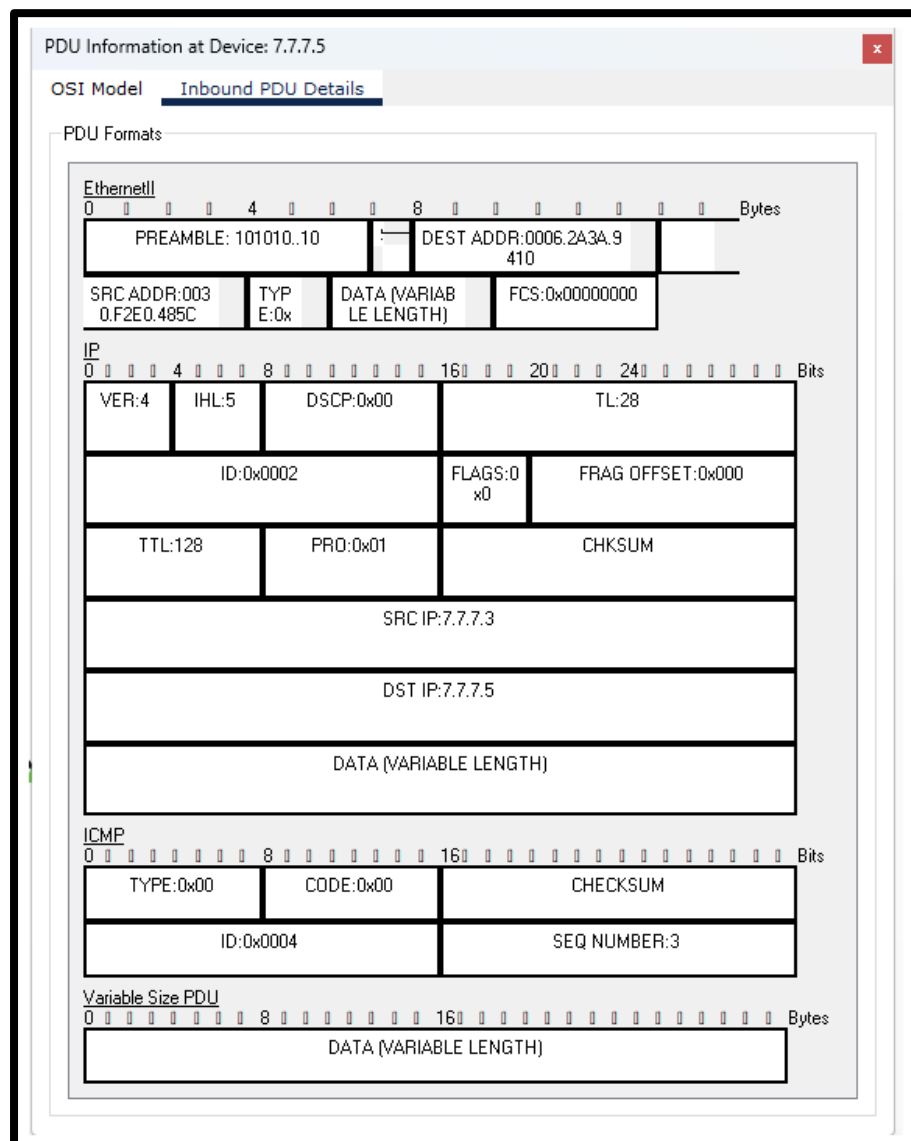 PDU Information at Device: 7.7.7.5
x
OSI Model Inbound PDU Details
PDU Formats
EthernetII
0 4 8 Bytes
PREAMBLE: 101010..10
DEST ADDR:0006.2A3A.9
410
SRC ADDR:003
0.F2E0.485C
TYP
E:0x
DATA (VARIAB
LE LENGTH)
FCS:0x00000000
IP
0 4 8 16 20 24 Bits
VER:4 IHL:5 DSCP:0x00 TL:28
ID:0x0002
FLAGS:0
x0
FRAG OFFSET:0x000
TTL:128 PRO:0x01 CHKSUM
SRC IP:7.7.7.3
DST IP:7.7.7.5
DATA (VARIABLE LENGTH)
ICMP
0 8 16 Bits
TYPE:0x00 CODE:0x00 CHECKSUM
ID:0x0004 SEQ NUMBER:3
Variable Size PDU
0 8 16 Bytes
DATA (VARIABLE LENGTH)